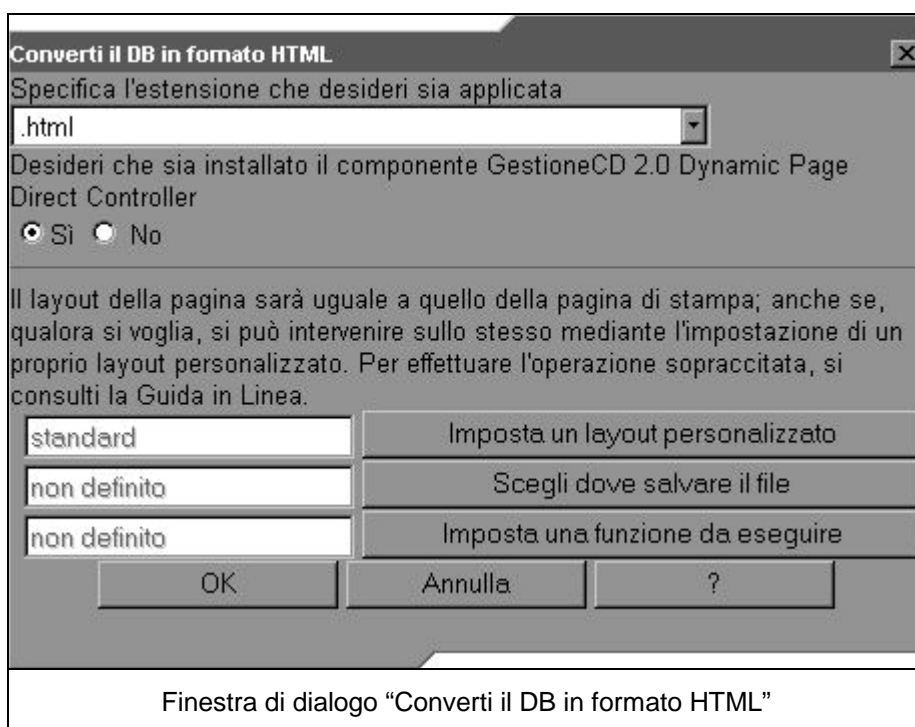 Converti il DB in fomato HTML
Specifica l'estensione che desideri sia applicata
.html
Desideri che sia installato il componente GestioneCD 2.0 Dynamic Page
Direct Controller
Sì No
Il layout della pagina sarà uguale a quello della pagina di stampa; anche se,
qualora si voglia, si può intervenire sullo stesso mediante l'impostazione di un
proprio layout personalizzato. Per effettuare l'operazione sopraccitata, si
consulti la Guida in Linea.
standard Imposta un layout personalizzato
non definito Scegli dove salvare il file
non definito Imposta una funzione da eseguire
OK Annulla ?
Finestra di dialogo “Converti il DB in formato HTML”